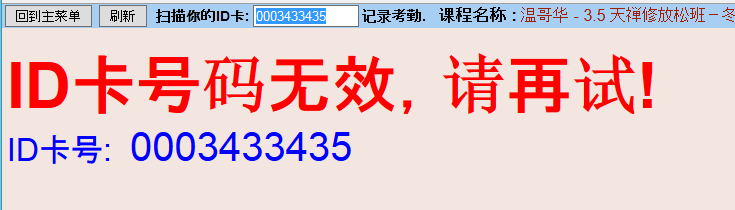 回到主菜单 刷新 扫描你的ID卡: 0003433435 记录考勤. 课程名称 : 温哥华 - 3.5 天禅修放松班 - 冬
ID卡号码无效, 请再试!
ID卡号: 0003433435